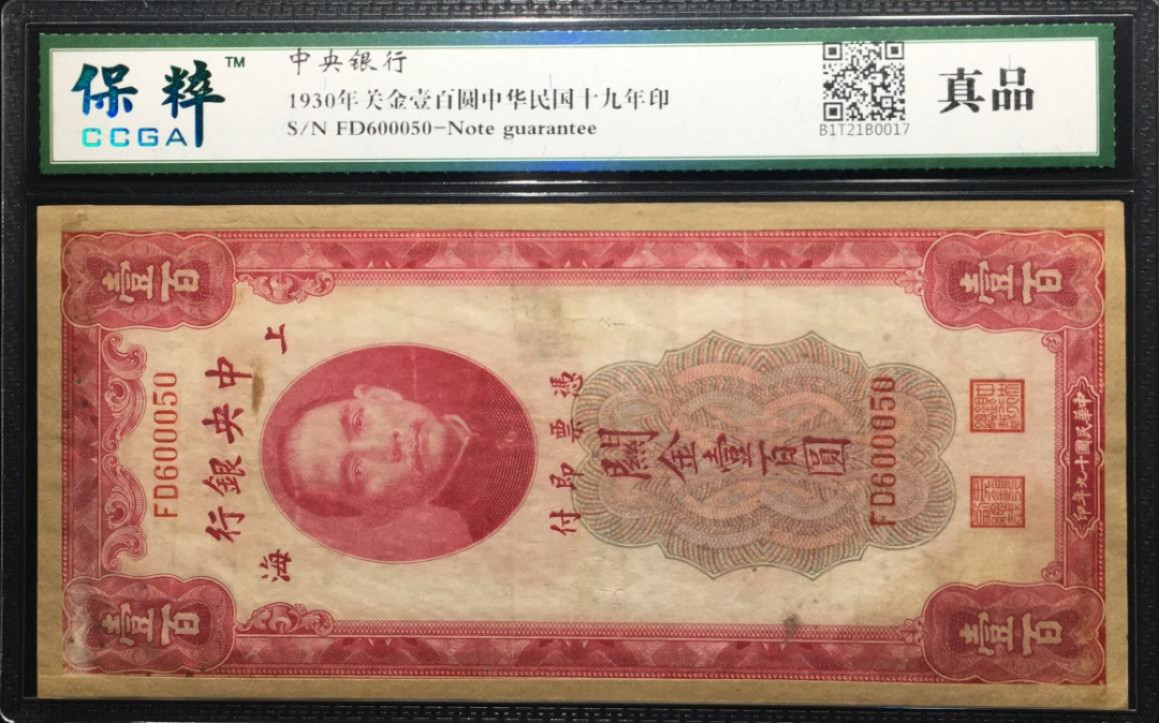 保粹™
CCGA
中央银行
1930年关金壹百圆中华民国十九年印
S/N FD600050-Note guarantee
B1T21B0017
真品
壹百
壹百
上海
中央銀行
FD600050
憑票即付
關金壹百圓
FD600050
中華民國十九年印
壹百
壹百